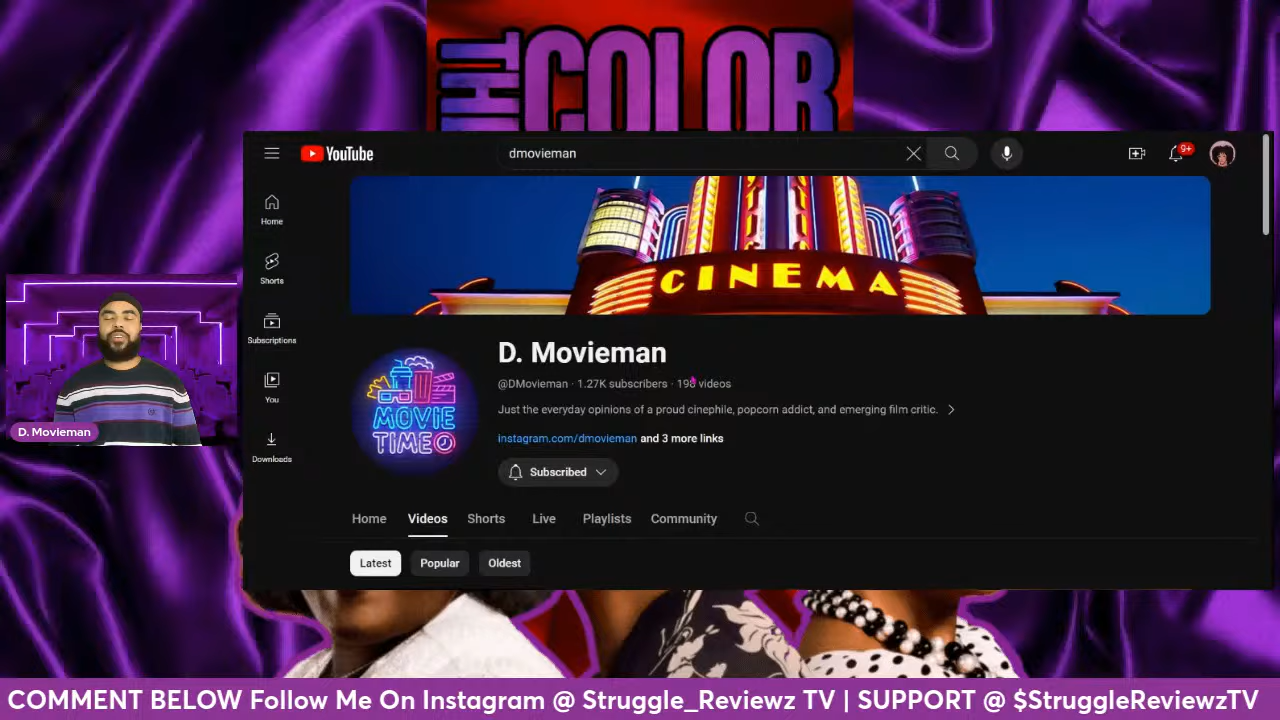 THE COLOR
YouTube
dmovieman
9+
Home
Shorts
Subscriptions
You
Downloads
CINEMA
MOVIE
TIME
D. Movieman
@DMovieman · 1.27K subscribers · 198 videos
Just the everyday opinions of a proud cinephile, popcorn addict, and emerging film critic.
instagram.com/dmovieman and 3 more links
Subscribed
Home Videos Shorts Live Playlists Community
Latest Popular Oldest
D. Movieman
COMMENT BELOW Follow Me On Instagram @ Struggle_Reviewz TV | SUPPORT @ $StruggleReviewzTV